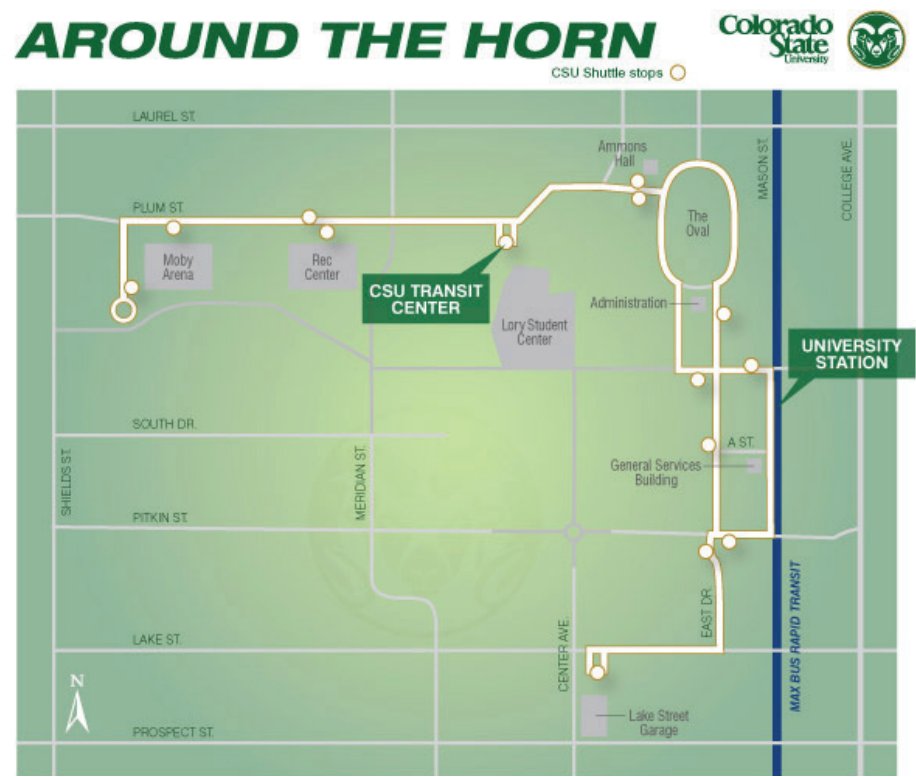 AROUND THE HORN
Colorado
State
University
CSU Shuttle stops
LAUREL ST.
Ammons
Hall
MASON ST.
COLLEGE AVE.
PLUM ST.
The
Oval
Moby
Arena
Rec
Center
CSU TRANSIT
CENTER
Administration
Lory Student
Center
UNIVERSITY
STATION
SOUTH DR.
A ST.
General Services
Building
SHIELDS ST.
MERIDIAN ST.
PITKIN ST.
EAST DR.
MAX BUS RAPID TRANSIT
LAKE ST.
CENTER AVE.
N
Lake Street
Garage
PROSPECT ST.